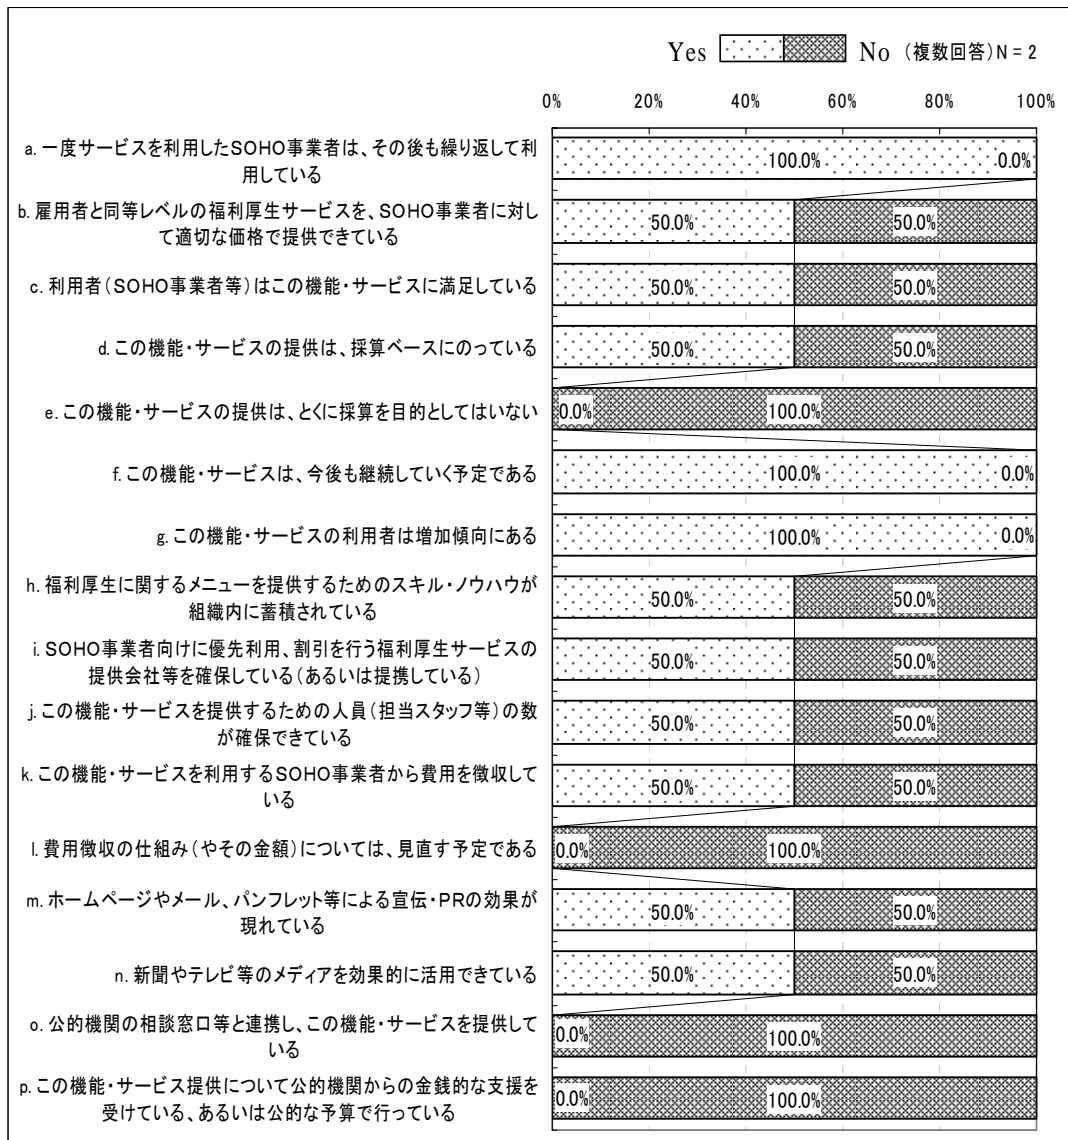 Yes No (複数回答)N = 2
0% 20% 40% 60% 80% 100%
a. 一度サービスを利用したSOHO事業者は、その後も繰り返して利
用している
100.0% 0.0%
b. 雇用者と同等レベルの福利厚生サービスを、SOHO事業者に対し
て適切な価格で提供できている
50.0% 50.0%
c. 利用者(SOHO事業者等)はこの機能・サービスに満足している
50.0% 50.0%
d. この機能・サービスの提供は、採算ベースにのっている
50.0% 50.0%
e. この機能・サービスの提供は、とくに採算を目的としてはいない
0.0% 100.0%
f. この機能・サービスは、今後も継続していく予定である
100.0% 0.0%
g. この機能・サービスの利用者は増加傾向にある
100.0% 0.0%
h. 福利厚生に関するメニューを提供するためのスキル・ノウハウが
組織内に蓄積されている
50.0% 50.0%
i. SOHO事業者向けに優先利用、割引を行う福利厚生サービスの
提供会社等を確保している(あるいは提携している)
50.0% 50.0%
j. この機能・サービスを提供するための人員(担当スタッフ等)の数
が確保できている
50.0% 50.0%
k. この機能・サービスを利用するSOHO事業者から費用を徴収して
いる
50.0% 50.0%
l. 費用徴収の仕組み(やその金額)については、見直す予定である
0.0% 100.0%
m. ホームページやメール、パンフレット等による宣伝・PRの効果が
現れている
50.0% 50.0%
n. 新聞やテレビ等のメディアを効果的に活用できている
50.0% 50.0%
o. 公的機関の相談窓口等と連携し、この機能・サービスを提供して
いる
0.0% 100.0%
p. この機能・サービス提供について公的機関からの金銭的な支援を
受けている、あるいは公的な予算で行っている
0.0% 100.0%